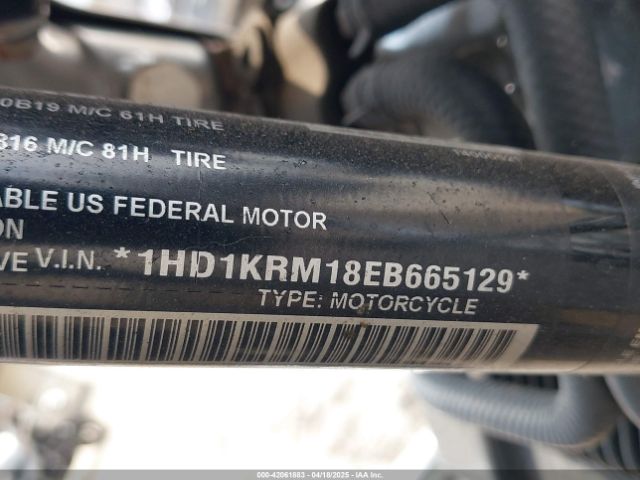 0B19 M/C 61H TIRE
816 M/C 81H TIRE
ABLE US FEDERAL MOTOR
ON
VE V.I.N. *1HD1KRM18EB665129*
TYPE: MOTORCYCLE
000-42061883 - 04/18/2025 - IAA Inc.